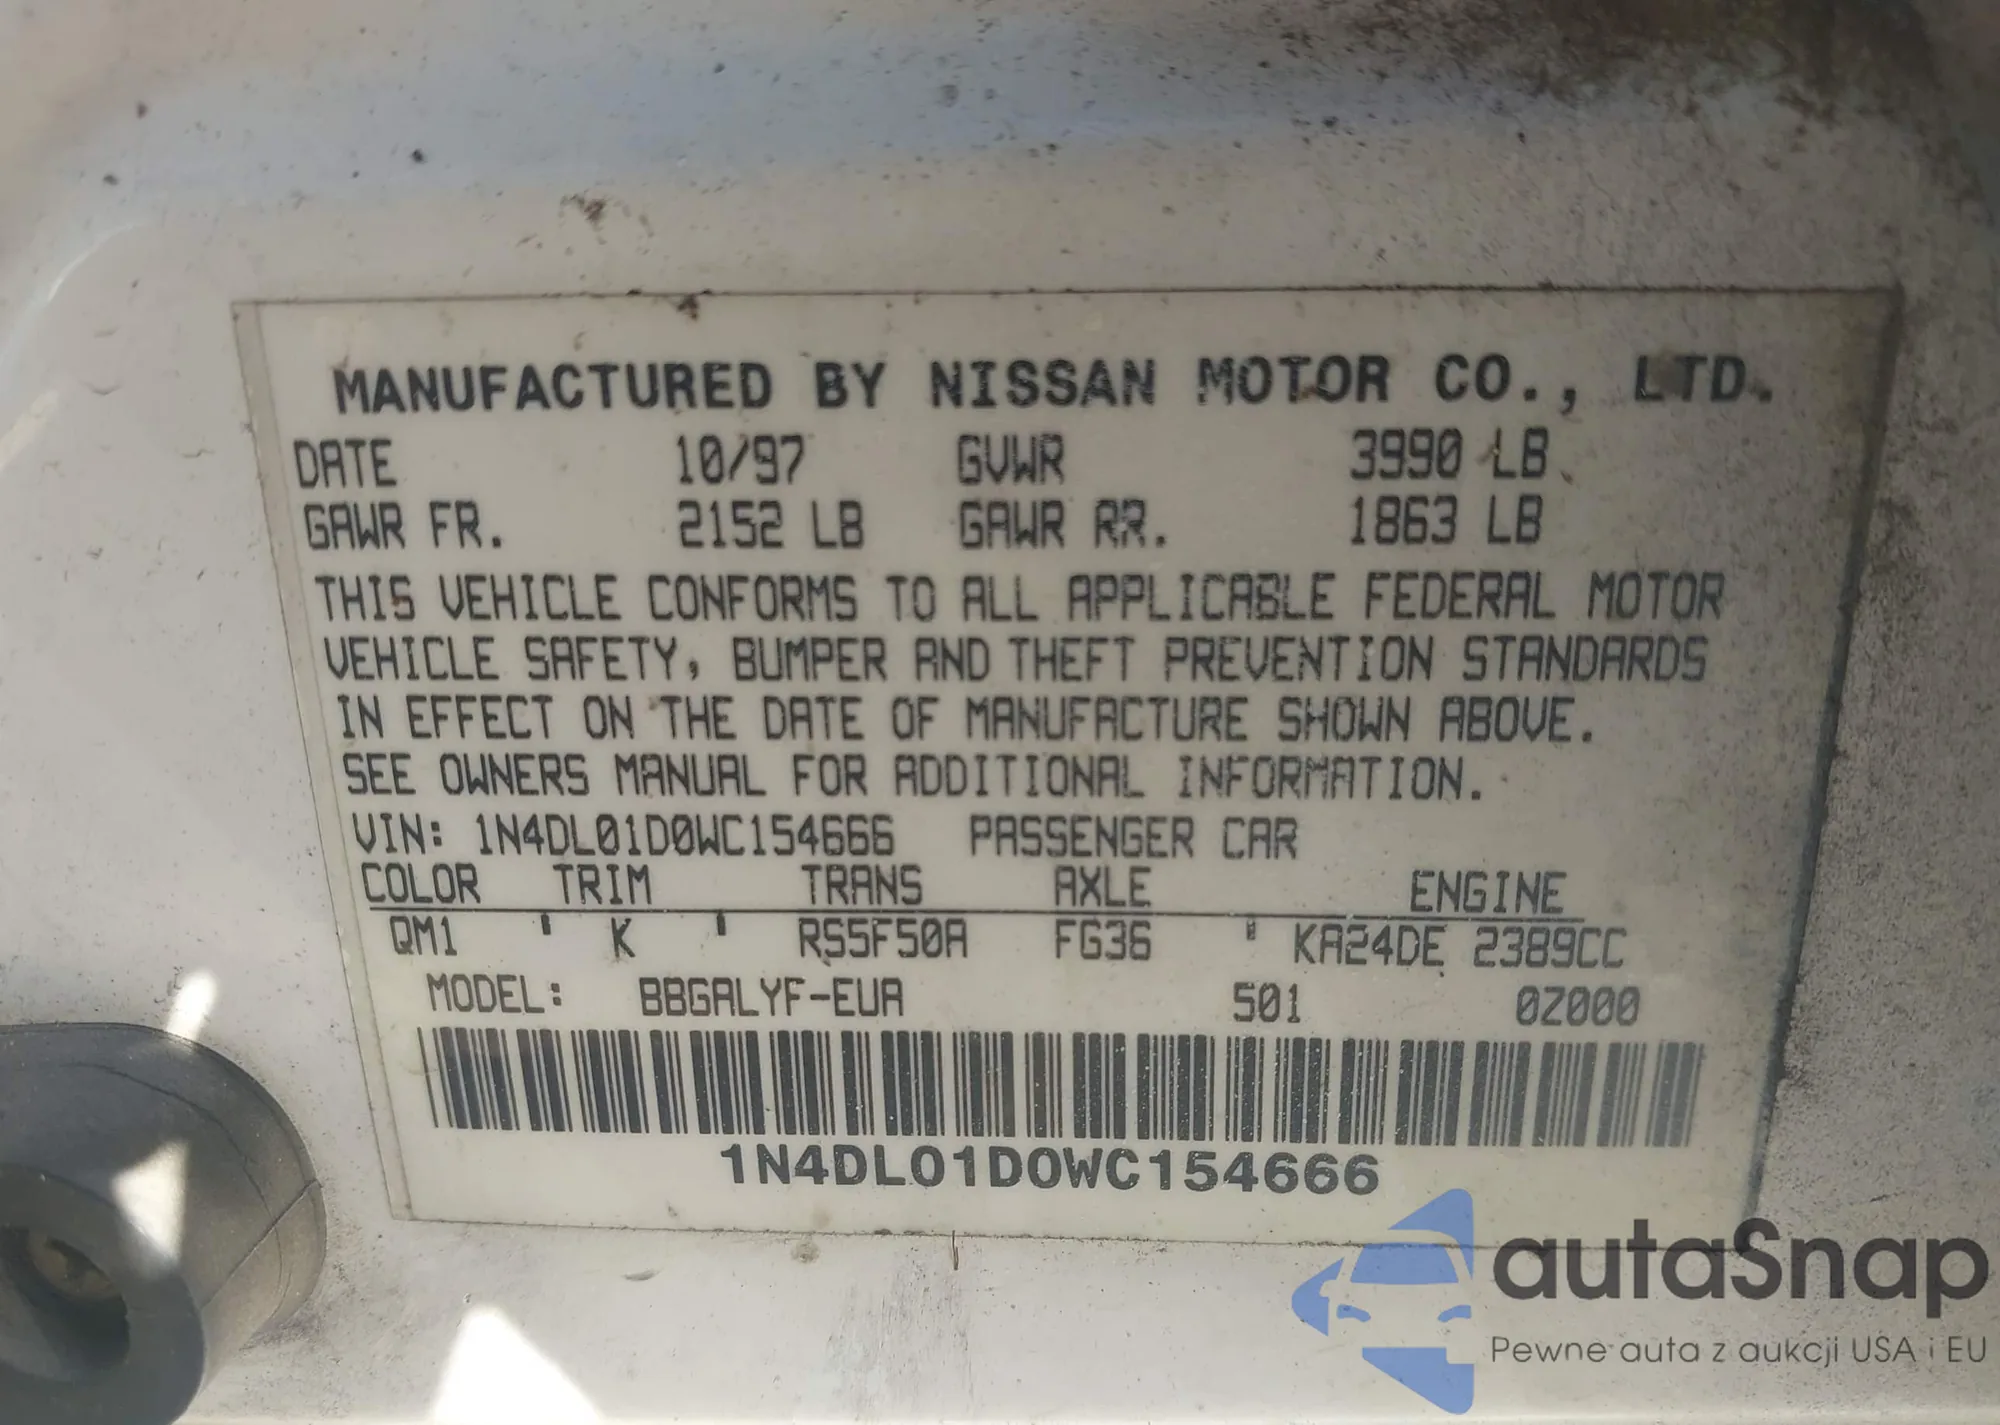 MANUFACTURED BY NISSAN MOTOR CO., LTD.
DATE 10/97 GVWR 3990 LB
GAWR FR. 2152 LB GAWR RR. 1863 LB
THIS VEHICLE CONFORMS TO ALL APPLICABLE FEDERAL MOTOR
VEHICLE SAFETY, BUMPER AND THEFT PREVENTION STANDARDS
IN EFFECT ON THE DATE OF MANUFACTURE SHOWN ABOVE.
SEE OWNERS MANUAL FOR ADDITIONAL INFORMATION.
VIN: 1N4DL01D0WC154666 PASSENGER CAR
COLOR TRIM TRANS AXLE ENGINE
QM1 ' K ' RS5F50A FG36 ' KA24DE 2389CC
MODEL: BBGALYF-EUA 501 0Z000
1N4DL01D0WC154666
autaSnap
Pewne auta z aukcji USA i EU